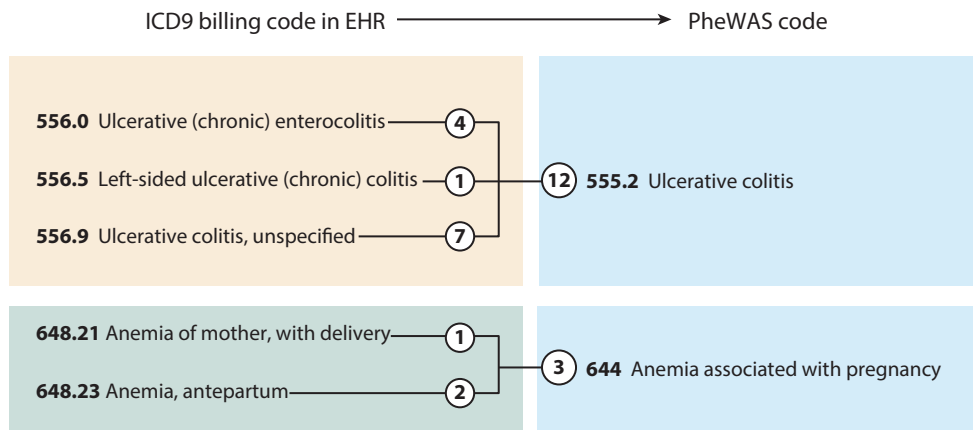 ICD9 billing code in EHR PheWAS code
556.0 Ulcerative (chronic) enterocolitis 4
556.5 Left-sided ulcerative (chronic) colitis 1 12 555.2 Ulcerative colitis
556.9 Ulcerative colitis, unspecified 7
648.21 Anemia of mother, with delivery 1
3 644 Anemia associated with pregnancy
648.23 Anemia, antepartum 2